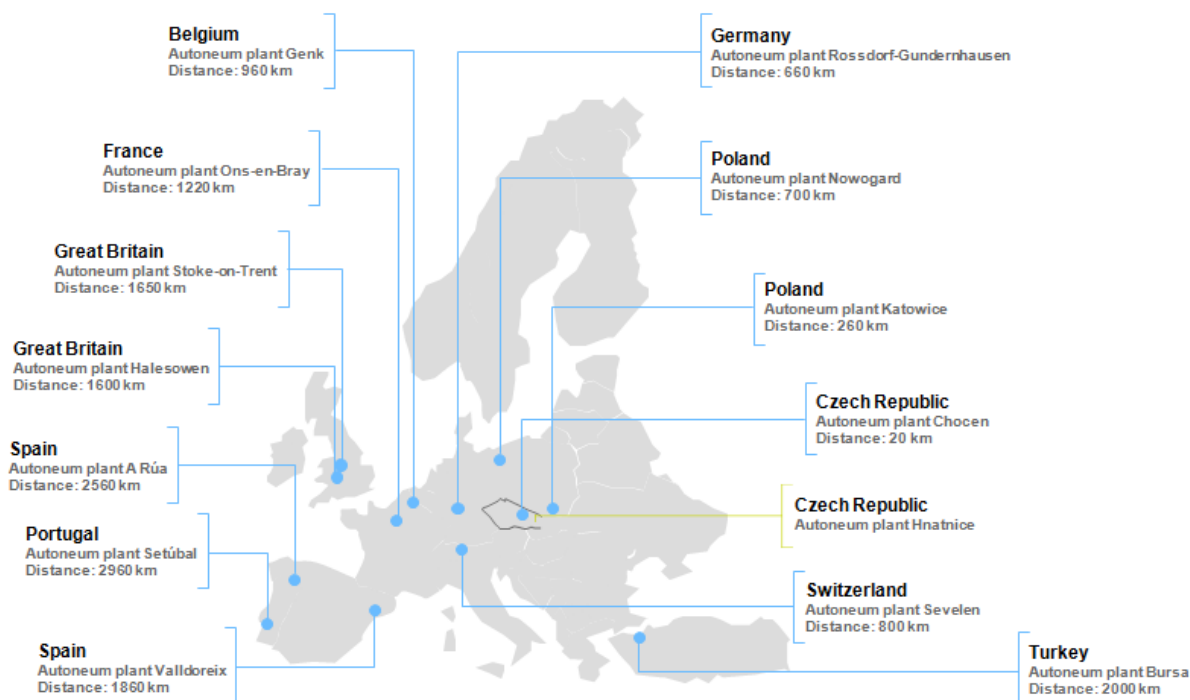 Belgium
Autoneum plant Genk
Distance: 960 km
Germany
Autoneum plant Rossdorf-Gundernhausen
Distance: 660 km
France
Autoneum plant Ons-en-Bray
Distance: 1220 km
Poland
Autoneum plant Nowogard
Distance: 700 km
Great Britain
Autoneum plant Stoke-on-Trent
Distance: 1650 km
Poland
Autoneum plant Katowice
Distance: 260 km
Great Britain
Autoneum plant Halesowen
Distance: 1600 km
Czech Republic
Autoneum plant Chocen
Distance: 20 km
Spain
Autoneum plant A Rúa
Distance: 2560 km
Czech Republic
Autoneum plant Hnatnice
Portugal
Autoneum plant Setúbal
Distance: 2960 km
Switzerland
Autoneum plant Sevelen
Distance: 800 km
Spain
Autoneum plant Valldoreix
Distance: 1860 km
Turkey
Autoneum plant Bursa
Distance: 2000 km